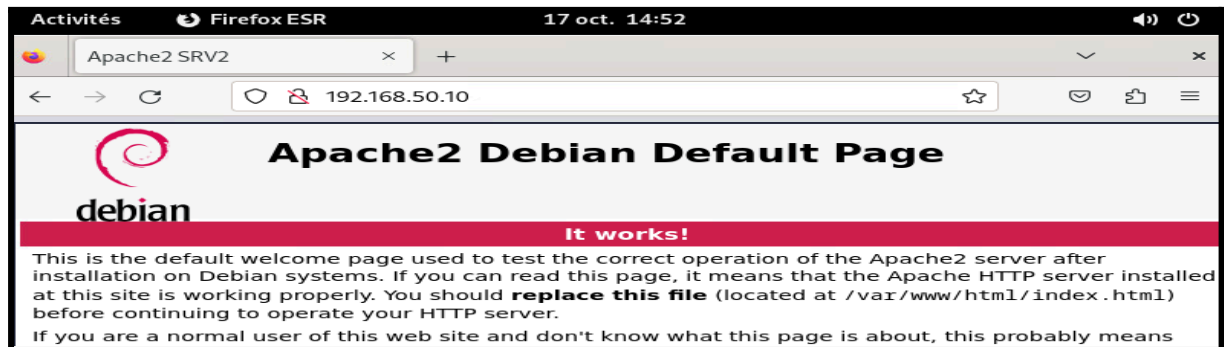 Activités Firefox ESR 17 oct. 14:52
Apache2 SRV2
192.168.50.10
Apache2 Debian Default Page
debian
It works!
This is the default welcome page used to test the correct operation of the Apache2 server after
installation on Debian systems. If you can read this page, it means that the Apache HTTP server installed
at this site is working properly. You should replace this file (located at /var/www/html/index.html)
before continuing to operate your HTTP server.
If you are a normal user of this web site and don't know what this page is about, this probably means